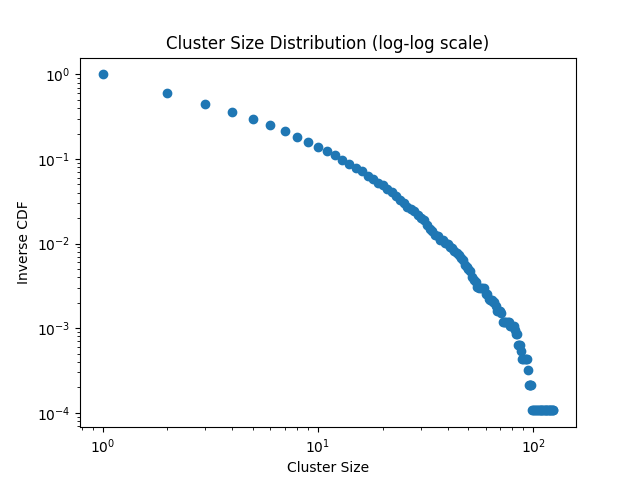 Cluster Size Distribution (log-log scale)
10⁰
10⁻¹
10⁻²
10⁻³
10⁻⁴
Inverse CDF
10⁰
10¹
10²
Cluster Size